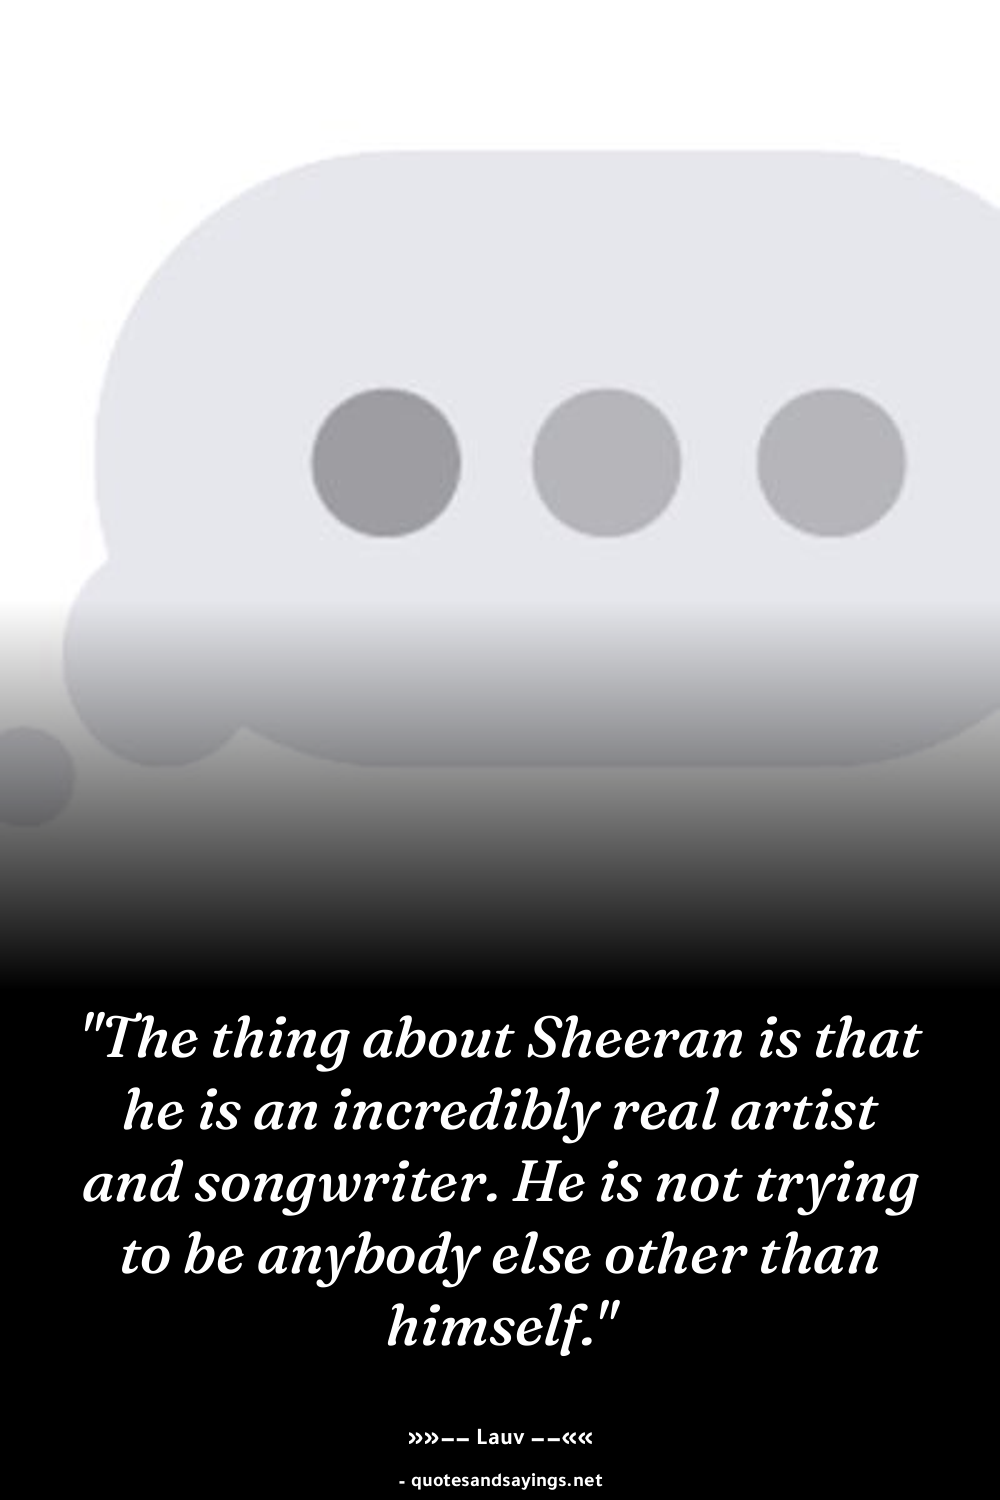 "The thing about Sheeran is that
he is an incredibly real artist
and songwriter. He is not trying
to be anybody else other than
himself."
»»–– Lauv ––««
- quotesandsayings.net